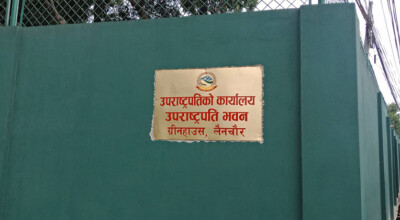 उपराष्ट्रपतिको कार्यालय
उपराष्ट्रपति भवन
ग्रीनहाउस, लैनचौर